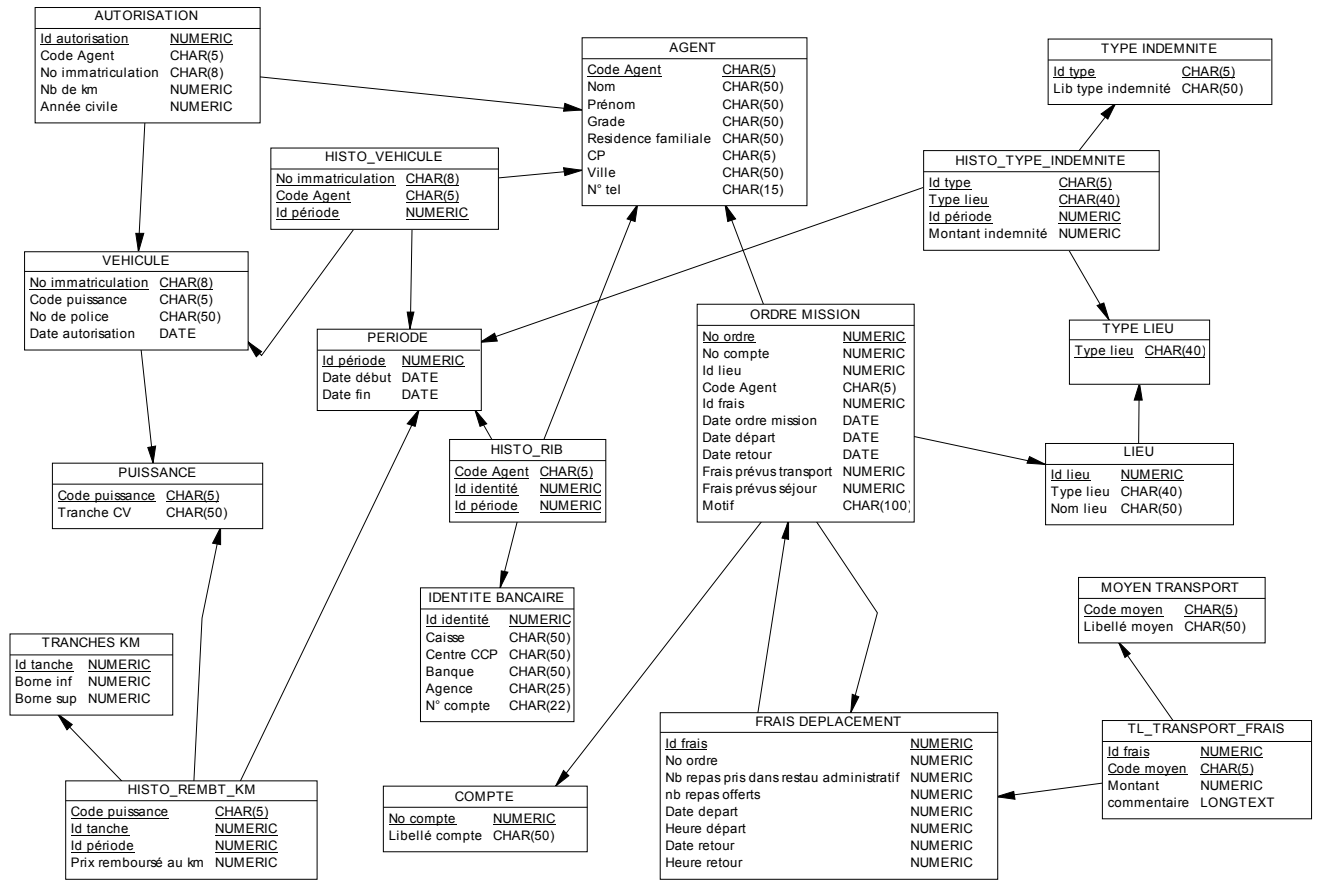 AUTORISATION
Id autorisation NUMERIC
Code Agent CHAR(5)
No immatriculation CHAR(8)
Nb de km NUMERIC
Année civile NUMERIC
AGENT
Code Agent CHAR(5)
Nom CHAR(50)
Prénom CHAR(50)
Grade CHAR(50)
Residence familiale CHAR(50)
CP CHAR(5)
Ville CHAR(50)
N° tel CHAR(15)
TYPE INDEMNITE
Id type CHAR(5)
Lib type indemnité CHAR(50)
HISTO_VEHICULE
No immatriculation CHAR(8)
Code Agent CHAR(5)
Id période NUMERIC
HISTO_TYPE_INDEMNITE
Id type CHAR(5)
Type lieu CHAR(40)
Id période NUMERIC
Montant indemnité NUMERIC
VEHICULE
No immatriculation CHAR(8)
Code puissance CHAR(5)
No de police CHAR(50)
Date autorisation DATE
PERIODE
Id période NUMERIC
Date début DATE
Date fin DATE
ORDRE MISSION
No ordre NUMERIC
No compte NUMERIC
Id lieu NUMERIC
Code Agent CHAR(5)
Id frais NUMERIC
Date ordre mission DATE
Date départ DATE
Date retour DATE
Frais prévus transport NUMERIC
Frais prévus séjour NUMERIC
Motif CHAR(100)
TYPE LIEU
Type lieu CHAR(40)
HISTO_RIB
Code Agent CHAR(5)
Id identité NUMERIC
Id période NUMERIC
LIEU
Id lieu NUMERIC
Type lieu CHAR(40)
Nom lieu CHAR(50)
PUISSANCE
Code puissance CHAR(5)
Tranche CV CHAR(50)
IDENTITE BANCAIRE
Id identité NUMERIC
Caisse CHAR(50)
Centre CCP CHAR(50)
Banque CHAR(50)
Agence CHAR(25)
N° compte CHAR(22)
MOYEN TRANSPORT
Code moyen CHAR(5)
Libellé moyen CHAR(50)
TRANCHES KM
Id tanche NUMERIC
Borne inf NUMERIC
Borne sup NUMERIC
FRAIS DEPLACEMENT
Id frais NUMERIC
No ordre NUMERIC
Nb repas pris dans restau administratif NUMERIC
nb repas offerts NUMERIC
Date depart NUMERIC
Heure départ NUMERIC
Date retour NUMERIC
Heure retour NUMERIC
TL_TRANSPORT_FRAIS
Id frais NUMERIC
Code moyen CHAR(5)
Montant NUMERIC
commentaire LONGTEXT
HISTO_REMBT_KM
Code puissance CHAR(5)
Id tanche NUMERIC
Id période NUMERIC
Prix remboursé au km NUMERIC
COMPTE
No compte NUMERIC
Libellé compte CHAR(50)